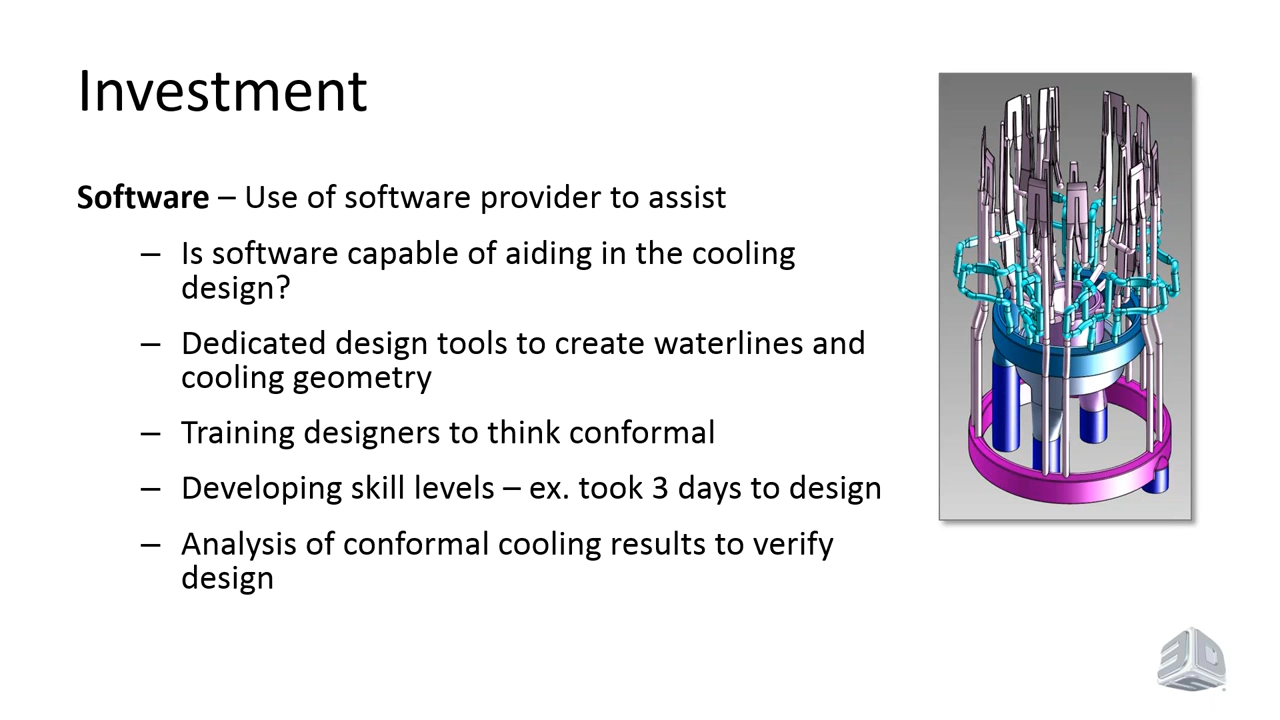 Investment
Software – Use of software provider to assist
– Is software capable of aiding in the cooling
design?
– Dedicated design tools to create waterlines and
cooling geometry
– Training designers to think conformal
– Developing skill levels – ex. took 3 days to design
– Analysis of conformal cooling results to verify
design
3DS